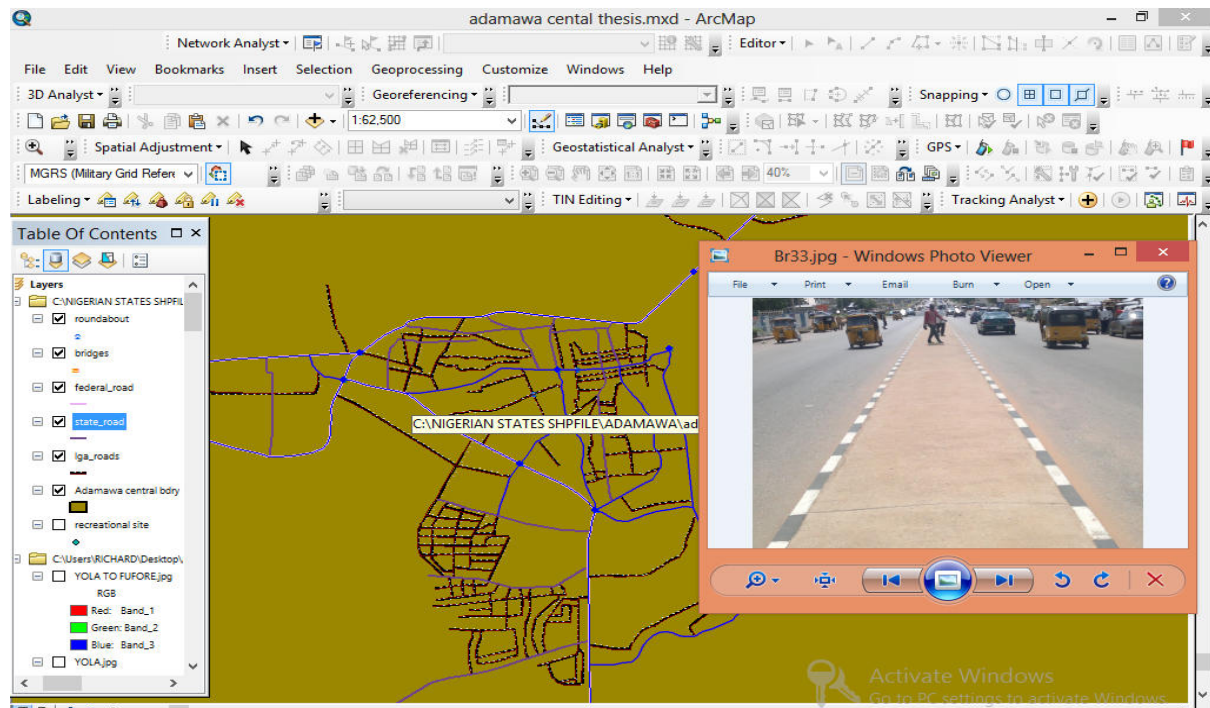 adamawa cental thesis.mxd - ArcMap
Network Analyst
Editor
File Edit View Bookmarks Insert Selection Geoprocessing Customize Windows Help
3D Analyst Georeferencing Snapping
1:62,500
Spatial Adjustment Geostatistical Analyst GPS
MGRS (Military Grid Refere 40%
Labeling TIN Editing Tracking Analyst
Table Of Contents
Layers
C:\NIGERIAN STATES SHPFIL
roundabout
bridges
federal_road
state_road
lga_roads
Adamawa central bdry
recreational site
C:\Users\RICHARD\Desktop\
YOLA TO FUFORE.jpg
RGB
Red: Band_1
Green: Band_2
Blue: Band_3
YOLA.jpg
C:\NIGERIAN STATES SHPFILE\ADAMAWA\ad
Br33.jpg - Windows Photo Viewer
File Print Email Burn Open
Activate Windows
Go to PC settings to activate Windows.